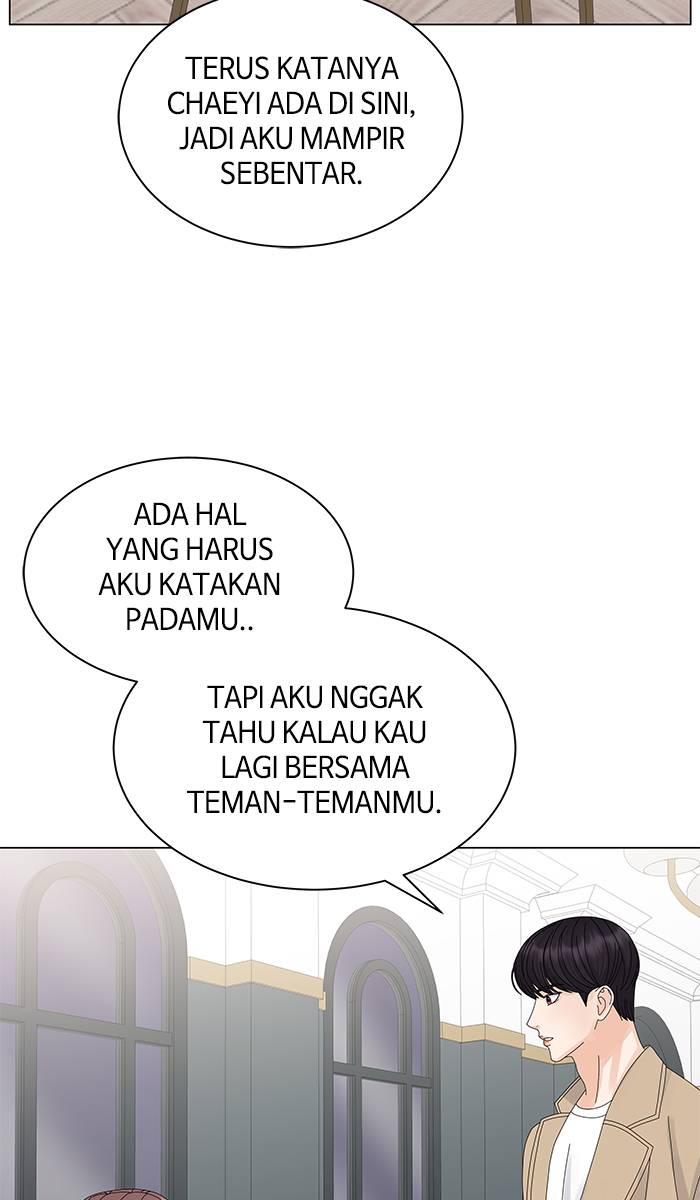 TERUS KATANYA
CHAEYI ADA DI SINI,
JADI AKU MAMPIR
SEBENTAR.
ADA HAL
YANG HARUS
AKU KATAKAN
PADAMU..
TAPI AKU NGGAK
TAHU KALAU KAU
LAGI BERSAMA
TEMAN-TEMANMU.